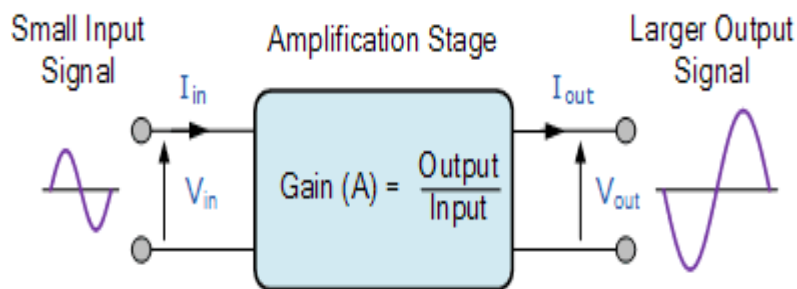 Small Input
Signal
Amplification Stage
Larger Output
Signal
Iin
Iout
Vin
Gain (A) = Output
Input
Vout